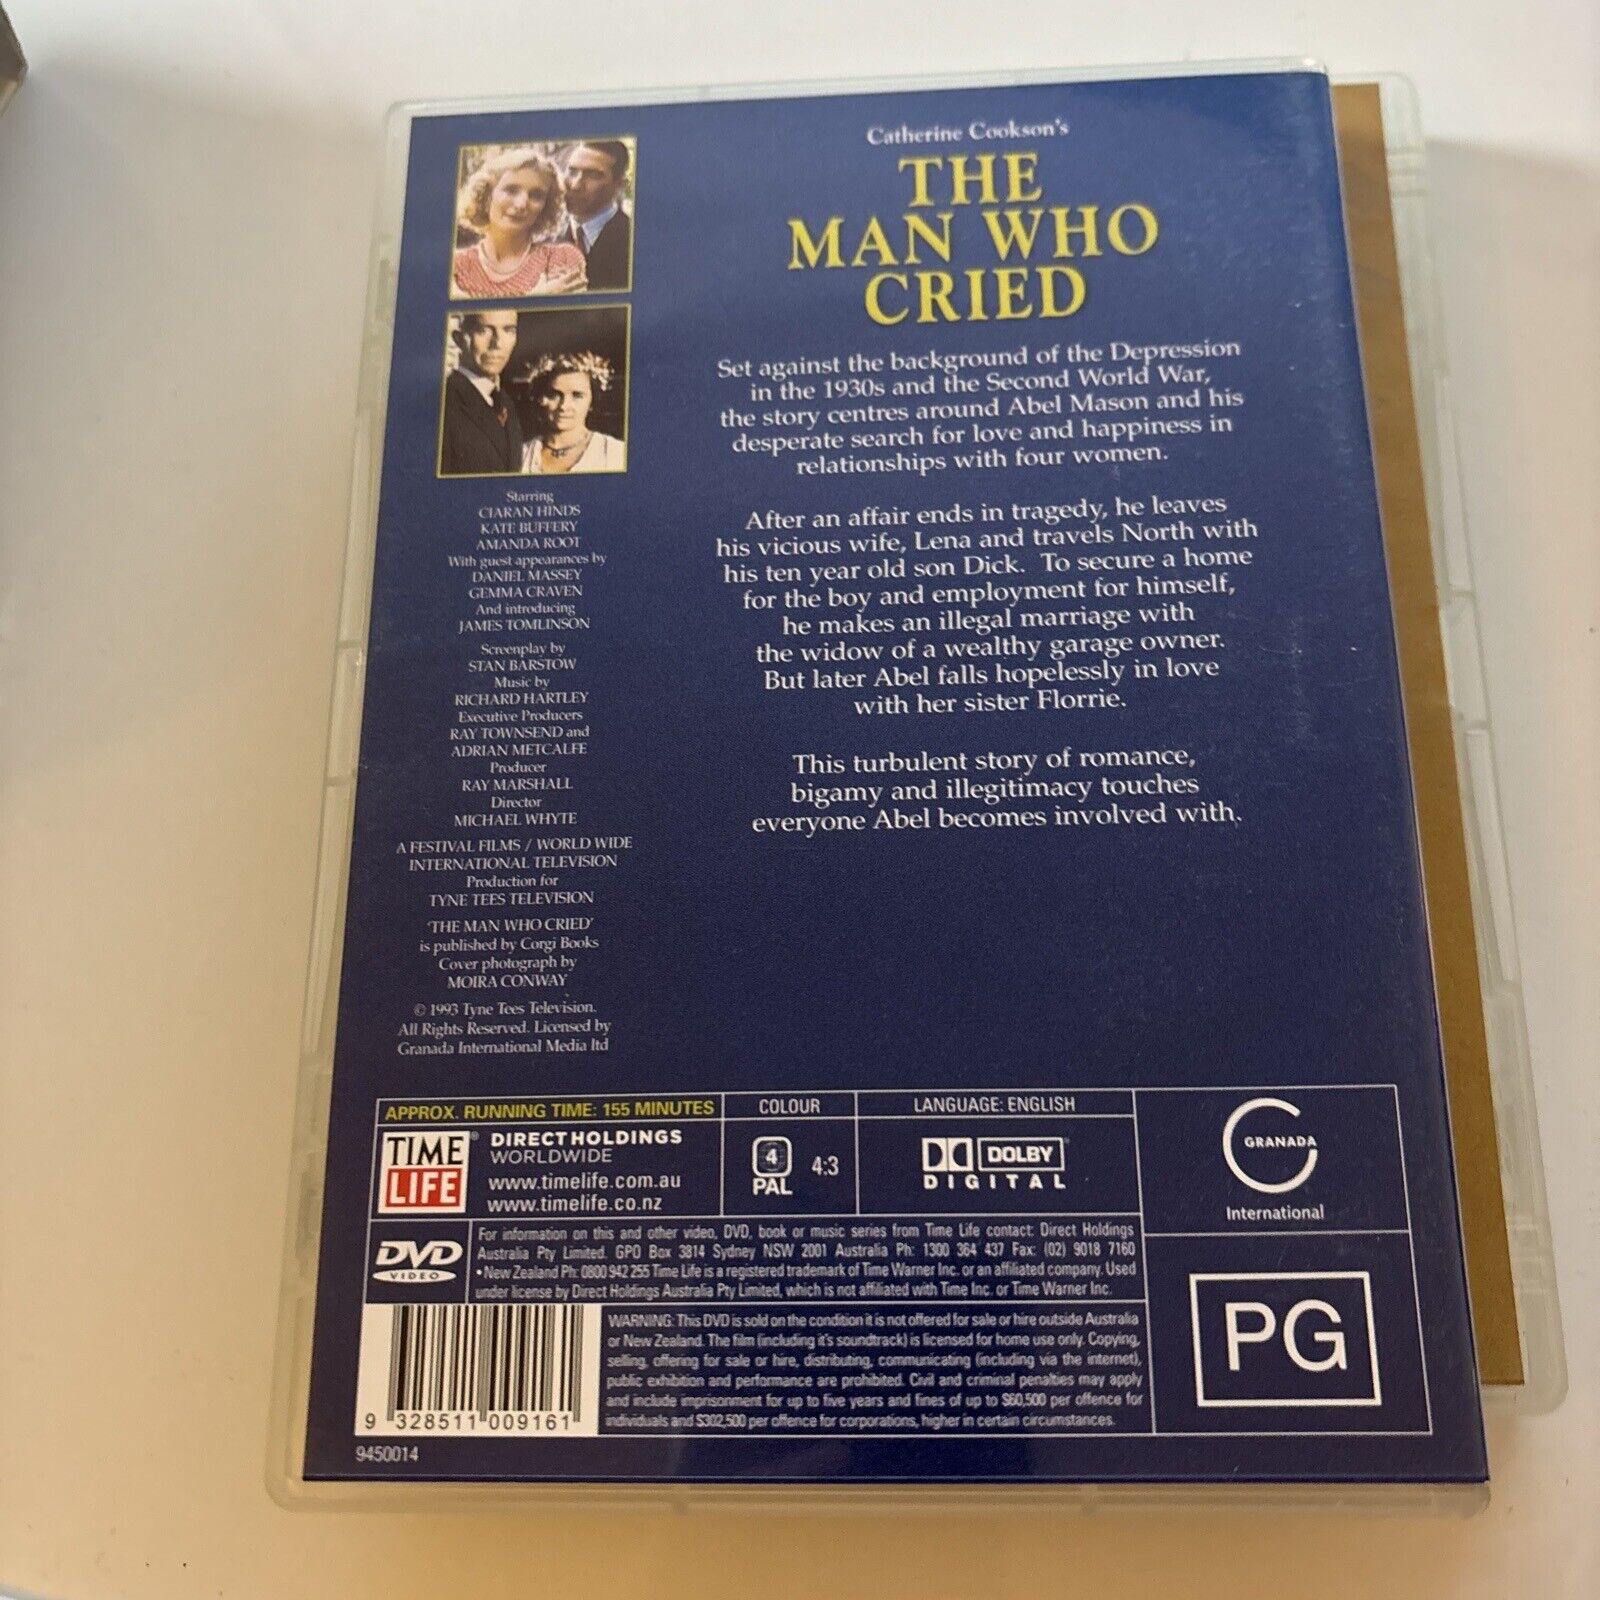 Catherine Cookson's
THE
MAN WHO
CRIED
Set against the background of the Depression
in the 1930s and the Second World War,
the story centres around Abel Mason and his
desperate search for love and happiness in
relationships with four women.
After an affair ends in tragedy, he leaves
his vicious wife, Lena and travels North with
his ten year old son Dick. To secure a home
for the boy and employment for himself,
he makes an illegal marriage with
the widow of a wealthy garage owner.
But later Abel falls hopelessly in love
with her sister Florrie.
This turbulent story of romance,
bigamy and illegitimacy touches
everyone Abel becomes involved with.
Starring
CIARAN HINDS
KATE BUFFERY
AMANDA ROOT
With guest appearances by
DANIEL MASSEY
GEMMA CRAVEN
And introducing
JAMES TOMLINSON
Screenplay by
STAN BARSTOW
Music by
RICHARD HARTLEY
Executive Producers
RAY TOWNSEND and
ADRIAN METCALFE
Producer
RAY MARSHALL
Director
MICHAEL WHYTE
A FESTIVAL FILMS / WORLD WIDE
INTERNATIONAL TELEVISION
Production for
TYNE TEES TELEVISION
'THE MAN WHO CRIED'
is published by Corgi Books
Cover photograph by
MOIRA CONWAY
© 1993 Tyne Tees Television.
All Rights Reserved. Licensed by
Granada International Media ltd
APPROX. RUNNING TIME: 155 MINUTES
COLOUR
LANGUAGE: ENGLISH
TIME
LIFE
®
DIRECT HOLDINGS
WORLDWIDE
www.timelife.com.au
www.timelife.co.nz
4
PAL
4:3
DOLBY
DIGITAL
GRANADA
International
DVD
VIDEO
For information on this and other video, DVD, book or music series from Time Life contact: Direct Holdings
Australia Pty Limited. GPO Box 3814 Sydney NSW 2001 Australia Ph: 1300 364 437 Fax: (02) 9018 7160
• New Zealand Ph: 0800 942 255 Time Life is a registered trademark of Time Warner Inc. or an affiliated company. Used
under license by Direct Holdings Australia Pty Limited, which is not affiliated with Time Inc. or Time Warner Inc.
WARNING: This DVD is sold on the condition it is not offered for sale or hire outside Australia
or New Zealand. The film (including it's soundtrack) is licensed for home use only. Copying,
selling, offering for sale or hire, distributing, communicating (including via the internet),
public exhibition and performance are prohibited. Civil and criminal penalties may apply
and include imprisonment for up to five years and fines of up to $60,500 per offence for
individuals and $302,500 per offence for corporations, higher in certain circumstances.
PG
9 328511 009161
9450014